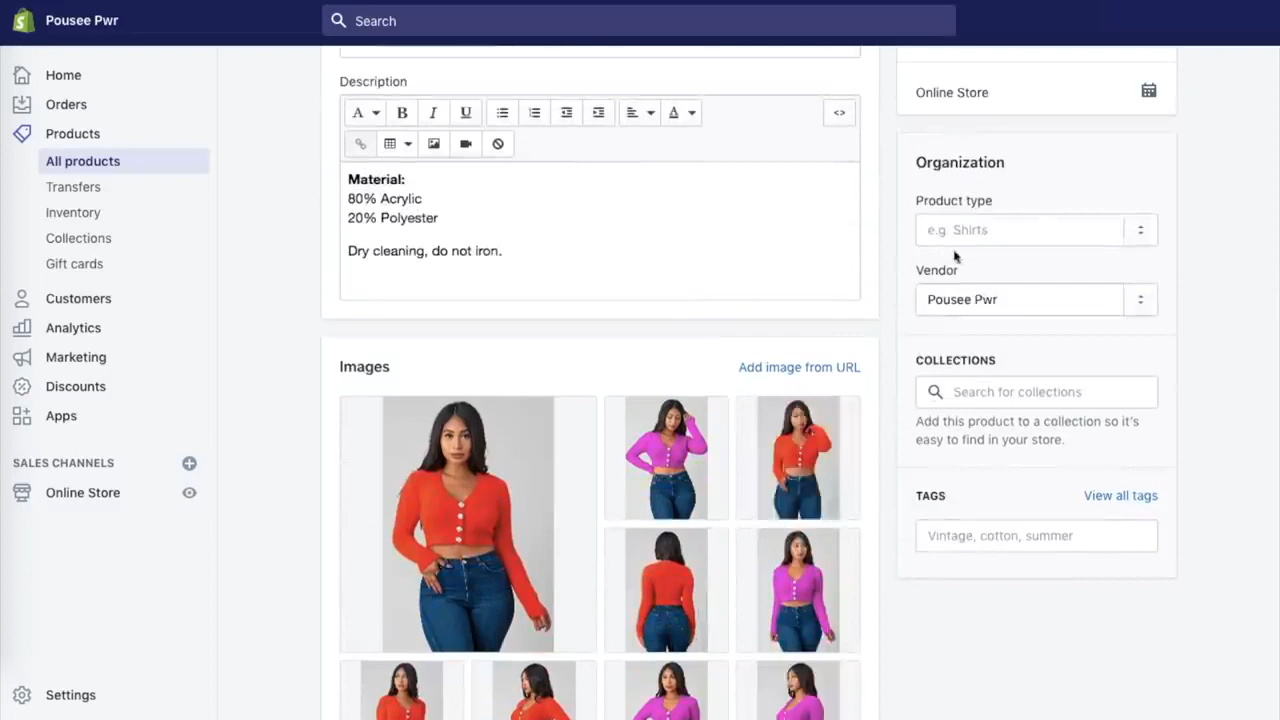 Pousee Pwr
Search
Home
Orders
Products
All products
Transfers
Inventory
Collections
Gift cards
Customers
Analytics
Marketing
Discounts
Apps
SALES CHANNELS
Online Store
Settings
Description
A B I U A <>
Material:
80% Acrylic
20% Polyester
Dry cleaning, do not iron.
Images
Add image from URL
Online Store
Organization
Product type
e.g. Shirts
Vendor
Pousee Pwr
COLLECTIONS
Search for collections
Add this product to a collection so it's
easy to find in your store.
TAGS
View all tags
Vintage, cotton, summer